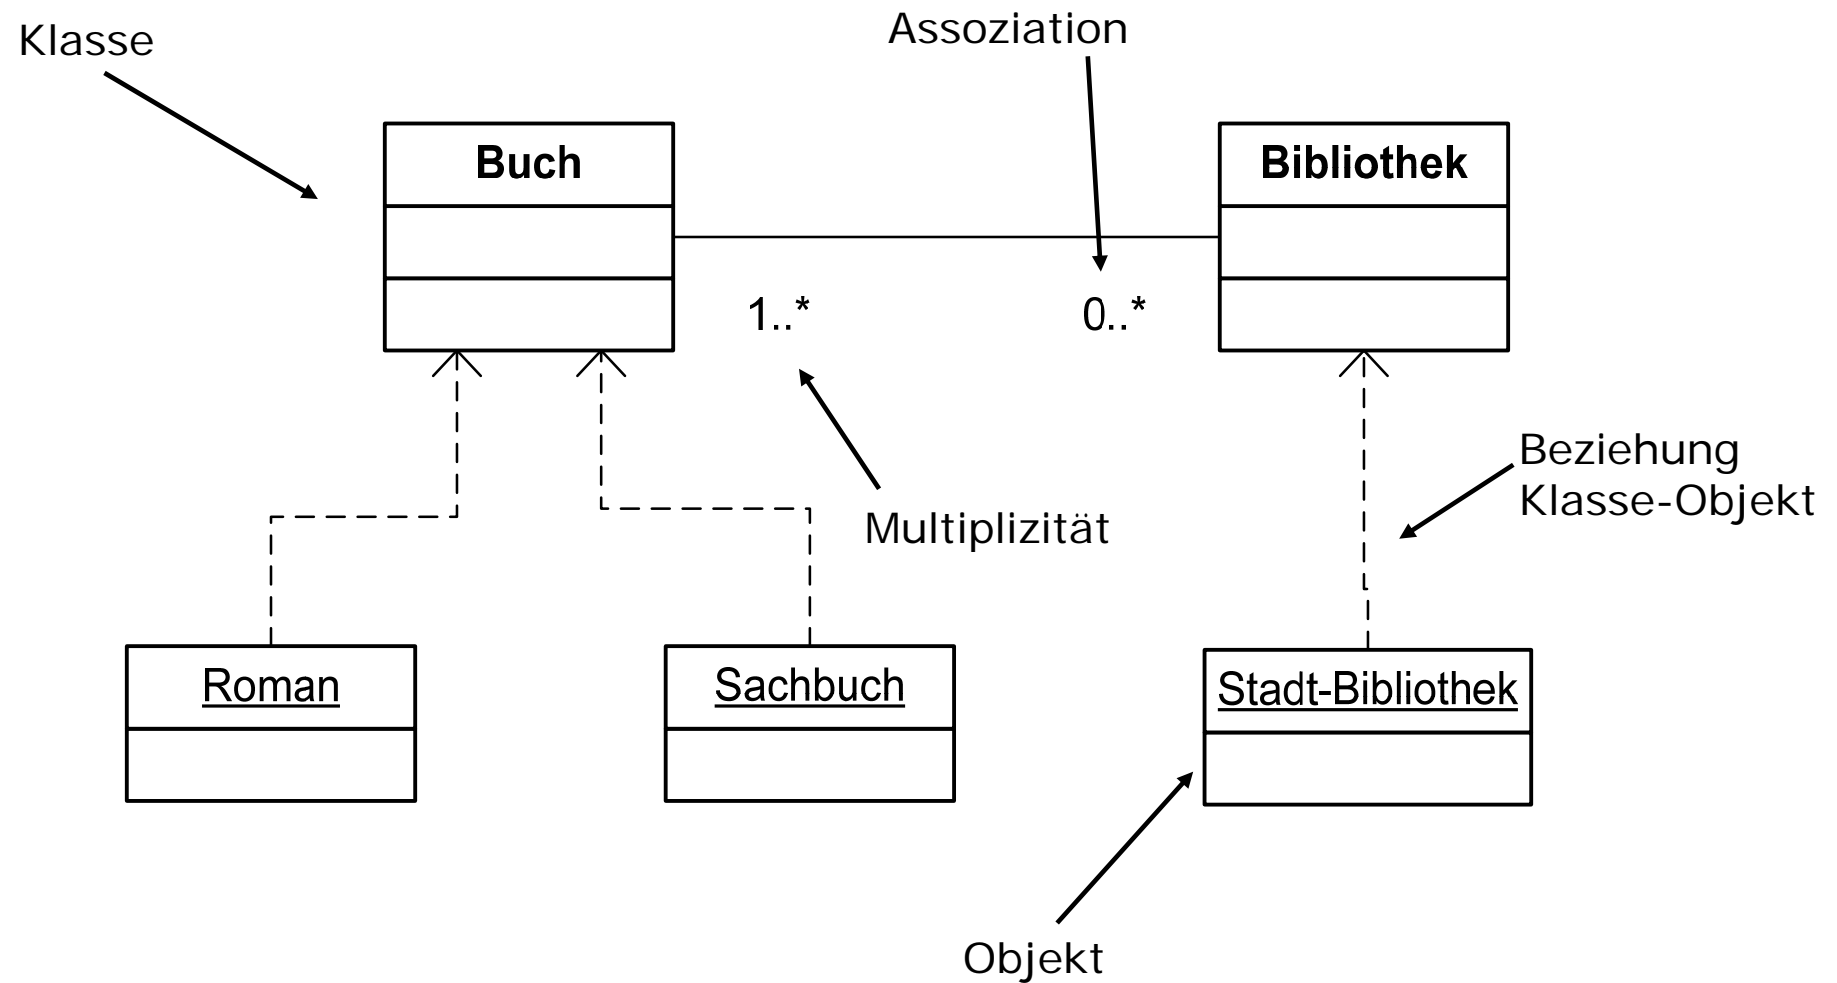 Klasse
Assoziation
Buch
Bibliothek
1..*
0..*
Multiplizität
Beziehung
Klasse-Objekt
Roman
Sachbuch
Stadt-Bibliothek
Objekt